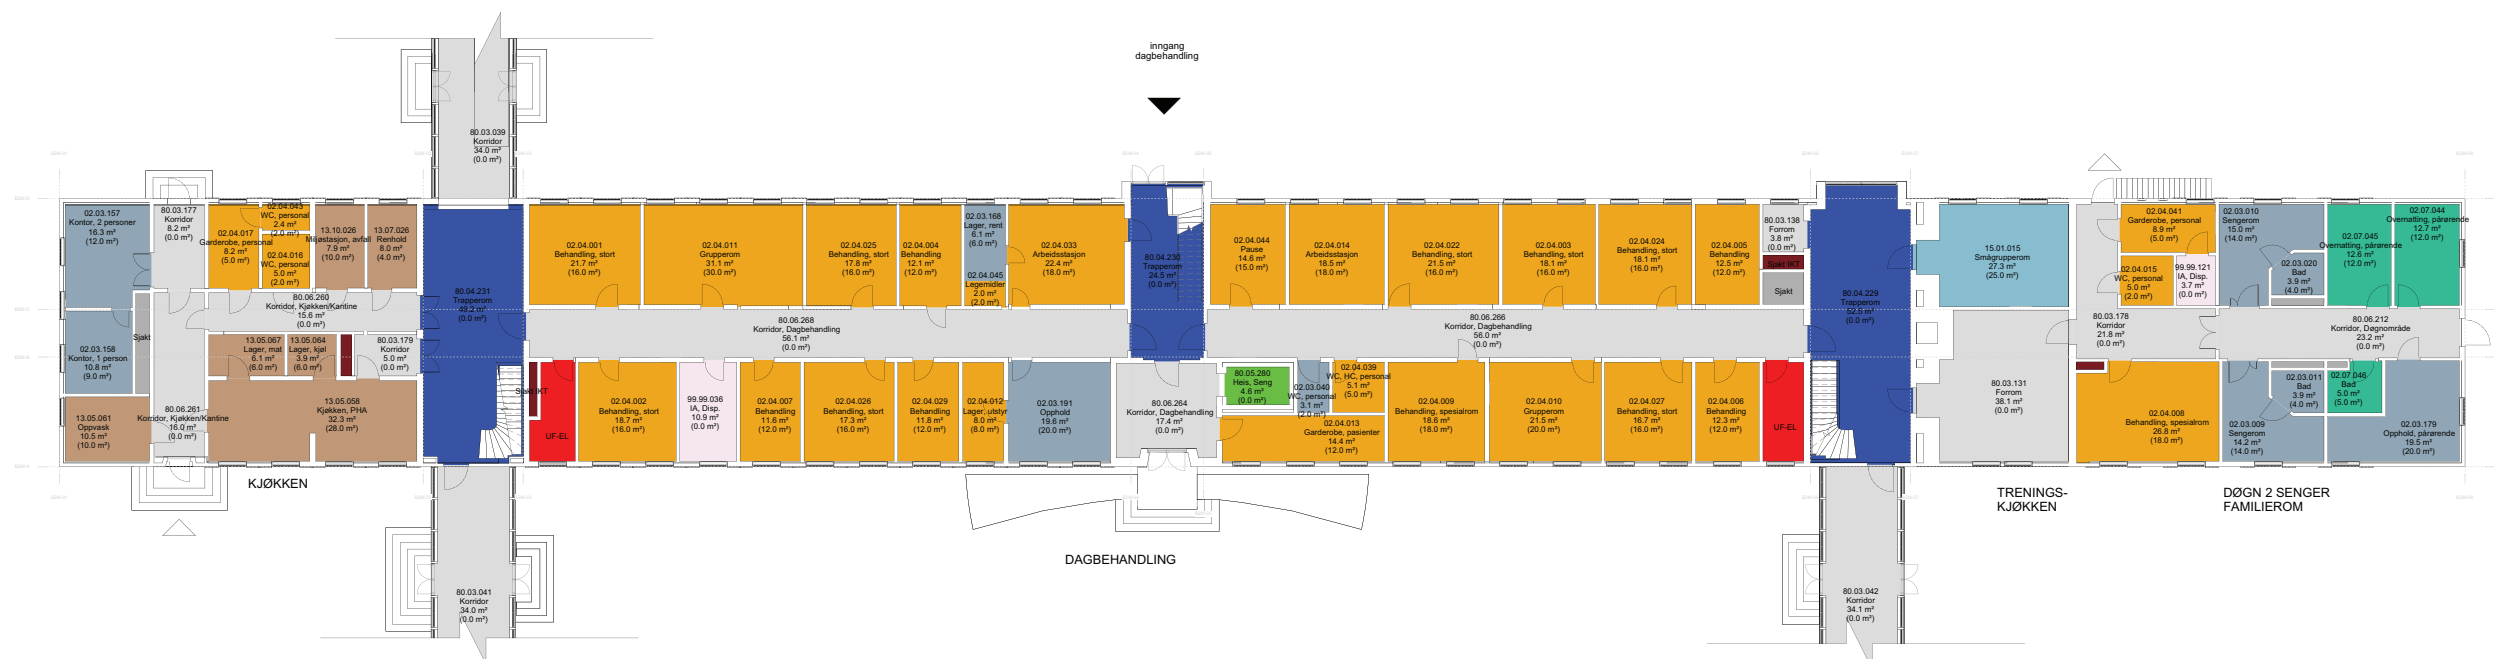 inngang
dagbehandling
80.03.039
Korridor
34.0 m²
(0.0 m²)
02.03.157
Kontor, 2 personer
16.3 m²
(12.0 m²)
80.03.177
Korridor
8.2 m²
(0.0 m²)
02.04.017
Garderobe, personal
8.2 m²
(5.0 m²)
02.04.043
WC, personal
2.4 m²
(2.0 m²)
02.04.016
WC, personal
5.0 m²
(2.0 m²)
13.10.026
Miljøstasjon, avfall
7.9 m²
(10.0 m²)
13.07.026
Renhold
8.0 m²
(4.0 m²)
80.04.231
Trapperom
49.2 m²
(0.0 m²)
02.04.001
Behandling, stort
21.7 m²
(16.0 m²)
02.04.011
Grupperom
31.1 m²
(30.0 m²)
02.04.025
Behandling, stort
17.8 m²
(16.0 m²)
02.04.004
Behandling
12.1 m²
(12.0 m²)
02.03.168
Lager, rent
6.1 m²
(6.0 m²)
02.04.045
Legemidler
2.0 m²
(2.0 m²)
02.04.033
Arbeidsstasjon
22.4 m²
(18.0 m²)
80.04.230
Trapperom
24.5 m²
(0.0 m²)
02.04.044
Pause
14.6 m²
(15.0 m²)
02.04.014
Arbeidsstasjon
18.5 m²
(18.0 m²)
02.04.022
Behandling, stort
21.5 m²
(16.0 m²)
02.04.003
Behandling, stort
18.1 m²
(16.0 m²)
02.04.024
Behandling, stort
18.1 m²
(16.0 m²)
02.04.005
Behandling
12.5 m²
(12.0 m²)
80.03.138
Forrom
3.8 m²
(0.0 m²)
Sjakt IKT
Sjakt
80.04.229
Trapperom
52.5 m²
(0.0 m²)
15.01.015
Smågrupperom
27.3 m²
(25.0 m²)
02.04.041
Garderobe, personal
8.9 m²
(5.0 m²)
02.04.015
WC, personal
5.0 m²
(2.0 m²)
99.99.121
IA, Disp.
3.7 m²
(0.0 m²)
02.03.010
Sengerom
15.0 m²
(14.0 m²)
02.03.020
Bad
3.9 m²
(4.0 m²)
02.07.045
Overnatting, pårørende
12.6 m²
(12.0 m²)
02.07.044
Overnatting, pårørende
12.7 m²
(12.0 m²)
80.06.260
Korridor, Kjøkken/Kantine
15.6 m²
(0.0 m²)
80.06.268
Korridor, Dagbehandling
56.1 m²
(0.0 m²)
80.06.266
Korridor, Dagbehandling
56.0 m²
(0.0 m²)
80.03.178
Korridor
21.8 m²
(0.0 m²)
80.06.212
Korridor, Døgnområde
23.2 m²
(0.0 m²)
02.03.158
Kontor, 1 person
10.8 m²
(9.0 m²)
Sjakt
13.05.067
Lager, mat
6.1 m²
(6.0 m²)
13.05.064
Lager, kjøl
3.9 m²
(6.0 m²)
80.03.179
Korridor
5.0 m²
(0.0 m²)
13.05.061
Oppvask
10.5 m²
(10.0 m²)
80.06.261
Korridor, Kjøkken/Kantine
16.0 m²
(0.0 m²)
13.05.058
Kjøkken, PHA
32.3 m²
(28.0 m²)
Sjakt IKT
UF-EL
02.04.002
Behandling, stort
18.7 m²
(16.0 m²)
99.99.036
IA, Disp.
10.9 m²
(0.0 m²)
02.04.007
Behandling
11.6 m²
(12.0 m²)
02.04.026
Behandling, stort
17.3 m²
(16.0 m²)
02.04.029
Behandling
11.8 m²
(12.0 m²)
02.04.012
Lager, utstyr
8.0 m²
(8.0 m²)
02.03.191
Opphold
19.6 m²
(20.0 m²)
80.06.264
Korridor, Dagbehandling
17.4 m²
(0.0 m²)
80.05.280
Heis, Seng
4.6 m²
(0.0 m²)
02.03.040
WC, personal
3.1 m²
(2.0 m²)
02.04.039
WC, HC, personal
5.1 m²
(5.0 m²)
02.04.013
Garderobe, pasienter
14.4 m²
(12.0 m²)
02.04.009
Behandling, spesialrom
18.6 m²
(18.0 m²)
02.04.010
Grupperom
21.5 m²
(20.0 m²)
02.04.027
Behandling, stort
16.7 m²
(16.0 m²)
02.04.006
Behandling
12.3 m²
(12.0 m²)
UF-EL
80.03.131
Forrom
38.1 m²
(0.0 m²)
02.04.008
Behandling, spesialrom
26.8 m²
(18.0 m²)
02.03.009
Sengerom
14.2 m²
(14.0 m²)
02.03.011
Bad
3.9 m²
(4.0 m²)
02.07.046
Bad
5.0 m²
(5.0 m²)
02.03.179
Opphold, pårørende
19.5 m²
(20.0 m²)
KJØKKEN
DAGBEHANDLING
TRENINGS-
KJØKKEN
DØGN 2 SENGER
FAMILIEROM
80.03.041
Korridor
34.0 m²
(0.0 m²)
80.03.042
Korridor
34.1 m²
(0.0 m²)